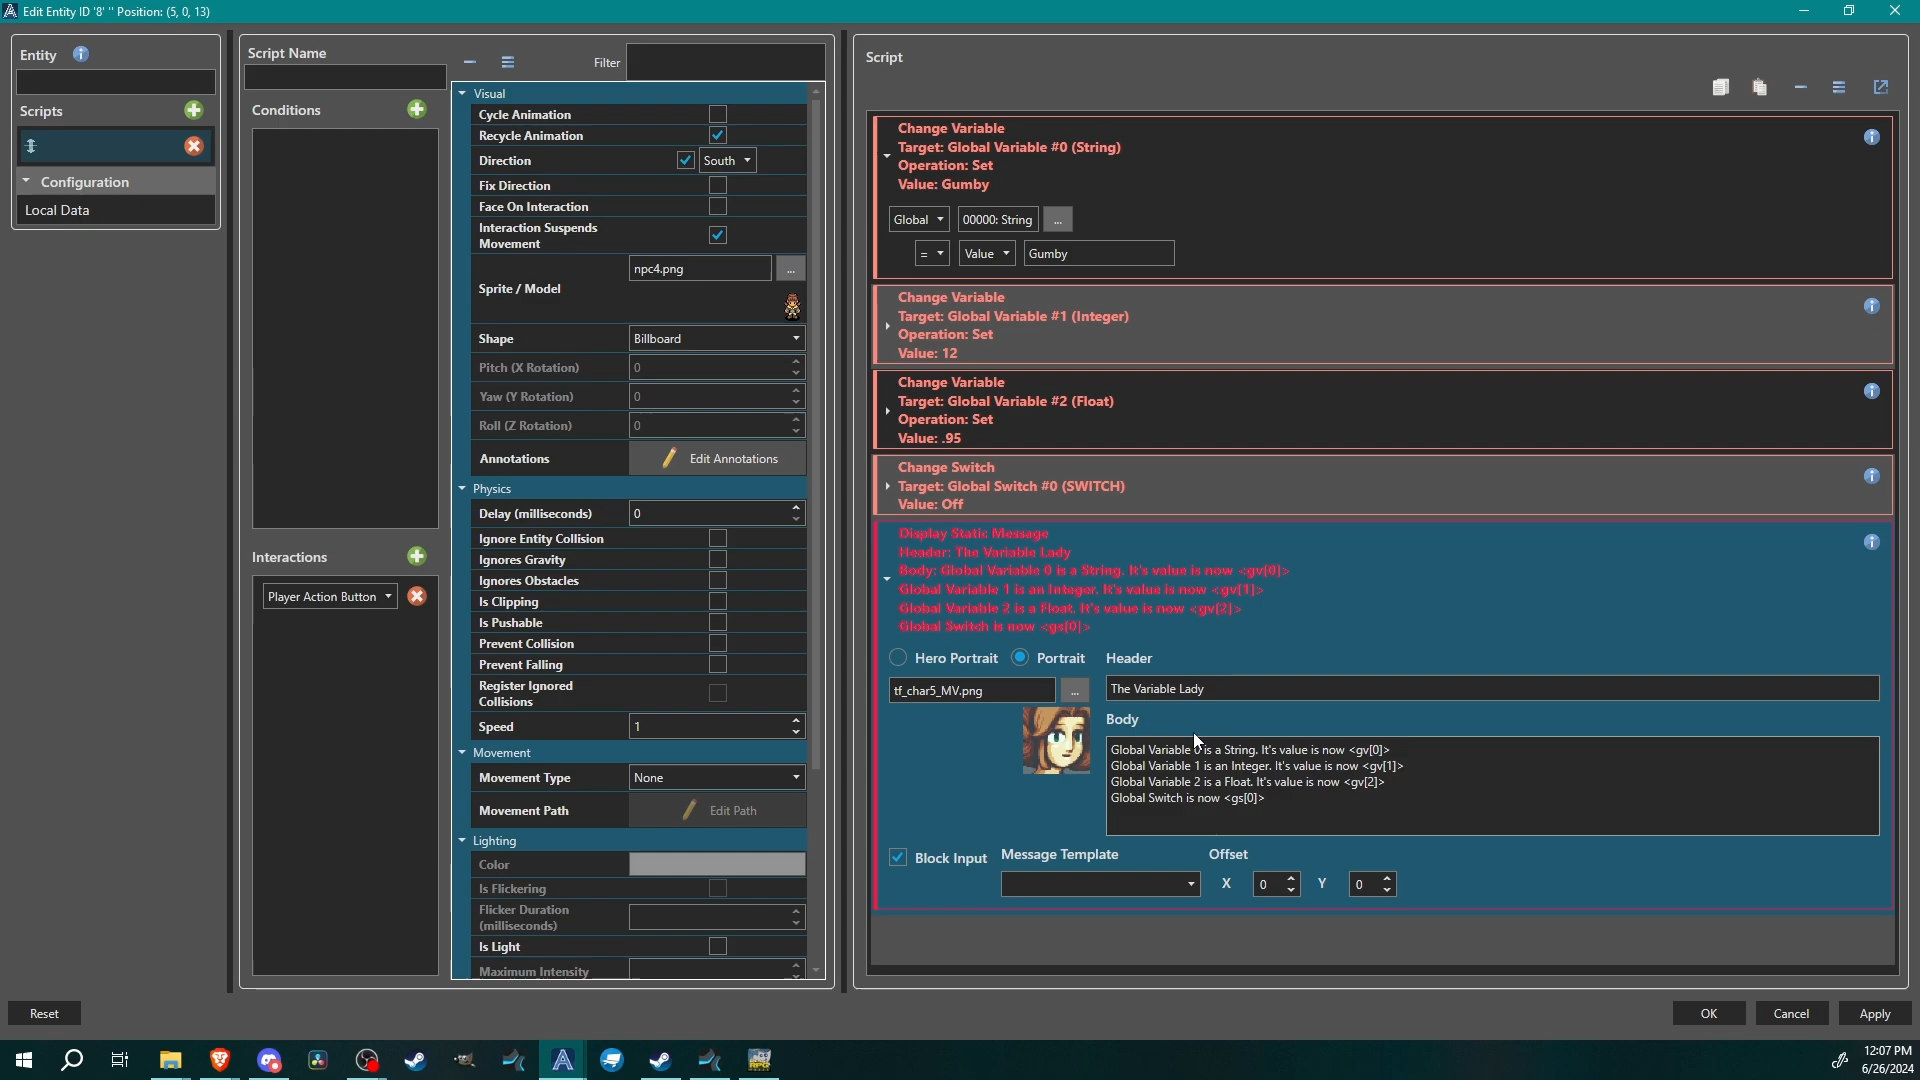 Edit Entity ID '8' '' Position: (5, 0, 13)
Entity
Scripts
Configuration
Local Data
Script Name
Conditions
Interactions
Player Action Button
Filter
Visual
Cycle Animation
Recycle Animation
Direction
South
Fix Direction
Face On Interaction
Interaction Suspends
Movement
npc4.png
...
Sprite / Model
Shape
Billboard
Pitch (X Rotation)
0
Yaw (Y Rotation)
0
Roll (Z Rotation)
0
Annotations
Edit Annotations
Physics
Delay (milliseconds)
0
Ignore Entity Collision
Ignores Gravity
Ignores Obstacles
Is Clipping
Is Pushable
Prevent Collision
Prevent Falling
Register Ignored
Collisions
Speed
1
Movement
Movement Type
None
Movement Path
Edit Path
Lighting
Color
Is Flickering
Flicker Duration
(milliseconds)
Is Light
Maximum Intensity
Script
Change Variable
Target: Global Variable #0 (String)
Operation: Set
Value: Gumby
Global
00000: String
...
=
Value
Gumby
Change Variable
Target: Global Variable #1 (Integer)
Operation: Set
Value: 12
Change Variable
Target: Global Variable #2 (Float)
Operation: Set
Value: .95
Change Switch
Target: Global Switch #0 (SWITCH)
Value: Off
Display Static Message
Header: The Variable Lady
Body: Global Variable 0 is a String. It's value is now <gv[0]>
Global Variable 1 is an Integer. It's value is now <gv[1]>
Global Variable 2 is a Float. It's value is now <gv[2]>
Global Switch is now <gs[0]>
Hero Portrait
Portrait
Header
tf_char5_MV.png
...
The Variable Lady
Body
Global Variable 0 is a String. It's value is now <gv[0]>
Global Variable 1 is an Integer. It's value is now <gv[1]>
Global Variable 2 is a Float. It's value is now <gv[2]>
Global Switch is now <gs[0]>
Block Input
Message Template
Offset
X
0
Y
0
Reset
OK
Cancel
Apply
RPG
12:07 PM
6/26/2024